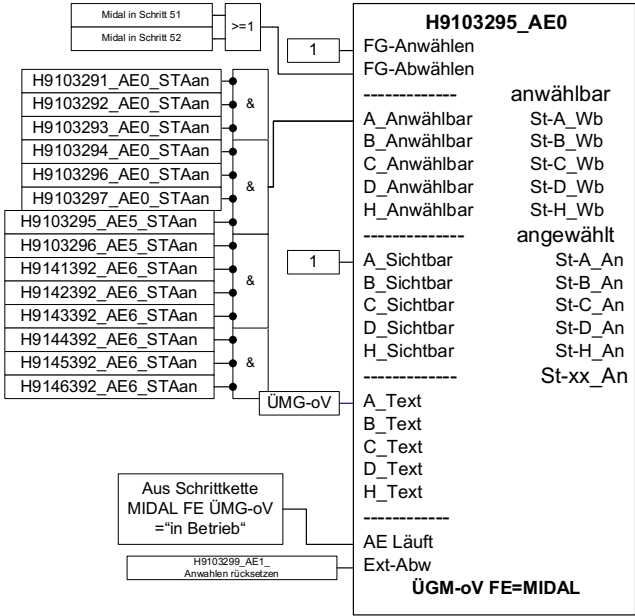 Midal in Schritt 51
Midal in Schritt 52
>=1
1
H9103291_AE0_STAan
H9103292_AE0_STAan
H9103293_AE0_STAan
&
H9103294_AE0_STAan
H9103296_AE0_STAan
H9103297_AE0_STAan
H9103295_AE5_STAan
&
H9103296_AE5_STAan
H9141392_AE6_STAan
H9142392_AE6_STAan
H9143392_AE6_STAan
&
H9144392_AE6_STAan
H9145392_AE6_STAan
H9146392_AE6_STAan
&
1
ÜMG-oV
Aus Schrittkette
MIDAL FE ÜMG-oV
="in Betrieb“
H9103299_AE1_
Anwahlen rücksetzen
H9103295_AE0
FG-Anwählen
FG-Abwählen
------------- anwählbar
A_Anwählbar St-A_Wb
B_Anwählbar St-B_Wb
C_Anwählbar St-C_Wb
D_Anwählbar St-D_Wb
H_Anwählbar St-H_Wb
-------------- angewählt
A_Sichtbar St-A_An
B_Sichtbar St-B_An
C_Sichtbar St-C_An
D_Sichtbar St-D_An
H_Sichtbar St-H_An
------------- St-xx_An
A_Text
B_Text
C_Text
D_Text
H_Text
------------
AE Läuft
Ext-Abw
ÜGM-oV FE=MIDAL